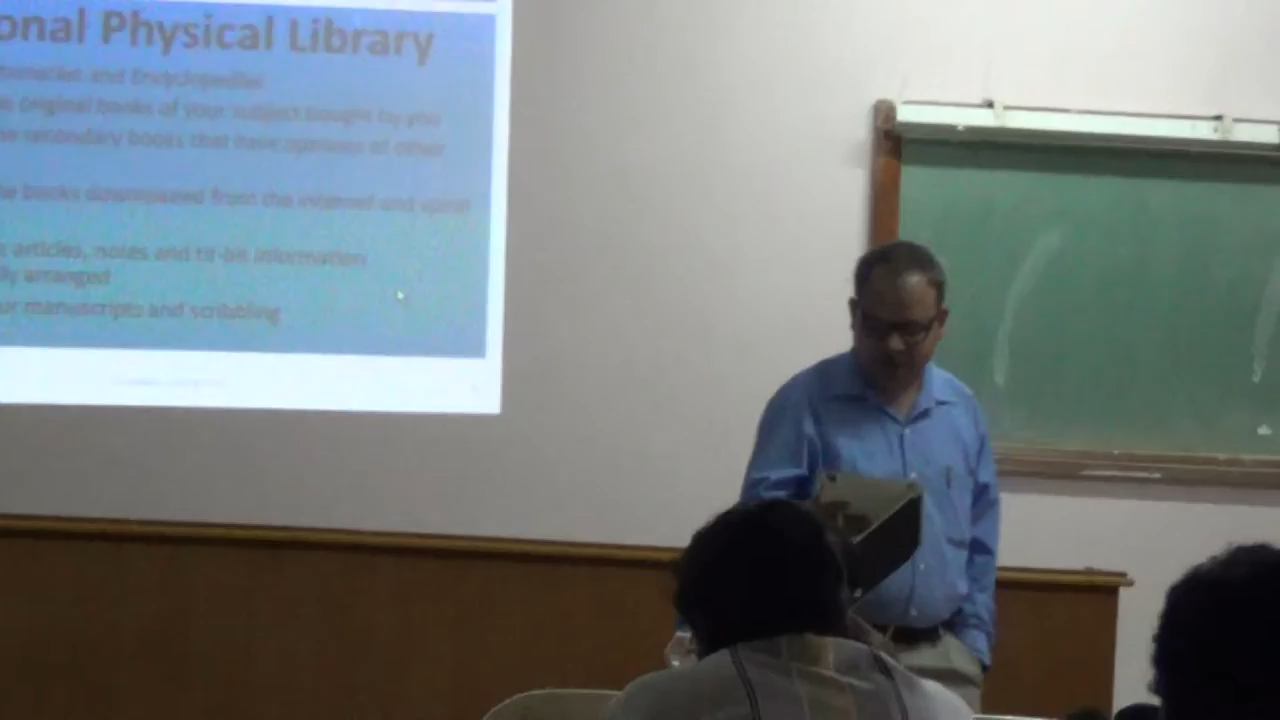 onal Physical Library
and Encyclopedias
original books of your subject bought by you
secondary books that have opinions of other
books downloaded from the internet and spiral
articles, notes and tit-bit information
ly arranged
ur manuscripts and scribbling